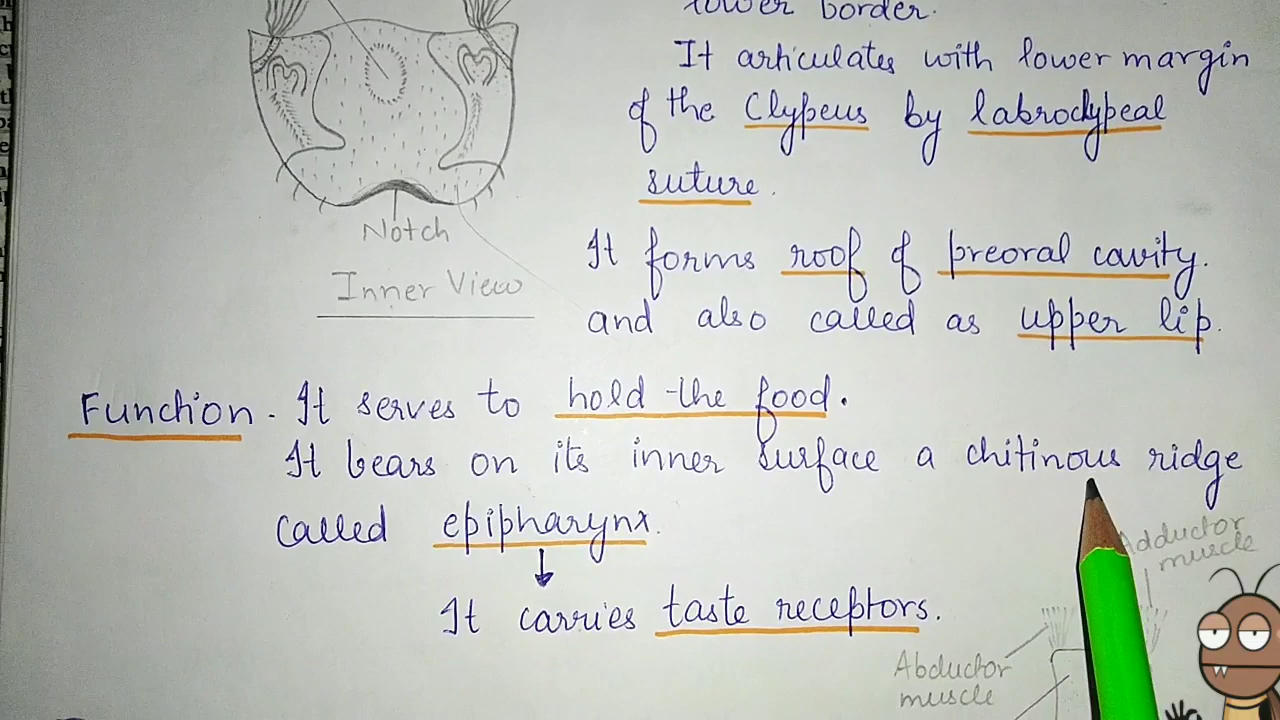 lower border.
It articulates with lower margin
of the Clypeus by labroclypeal
suture.
Notch
It forms roof of preoral cavity.
Inner View
and also called as upper lip.
Function - It serves to hold the food.
It bears on its inner surface a chitinous ridge
called epipharynx.
Adductor
muscle
It carries taste receptors.
Abductor
muscle